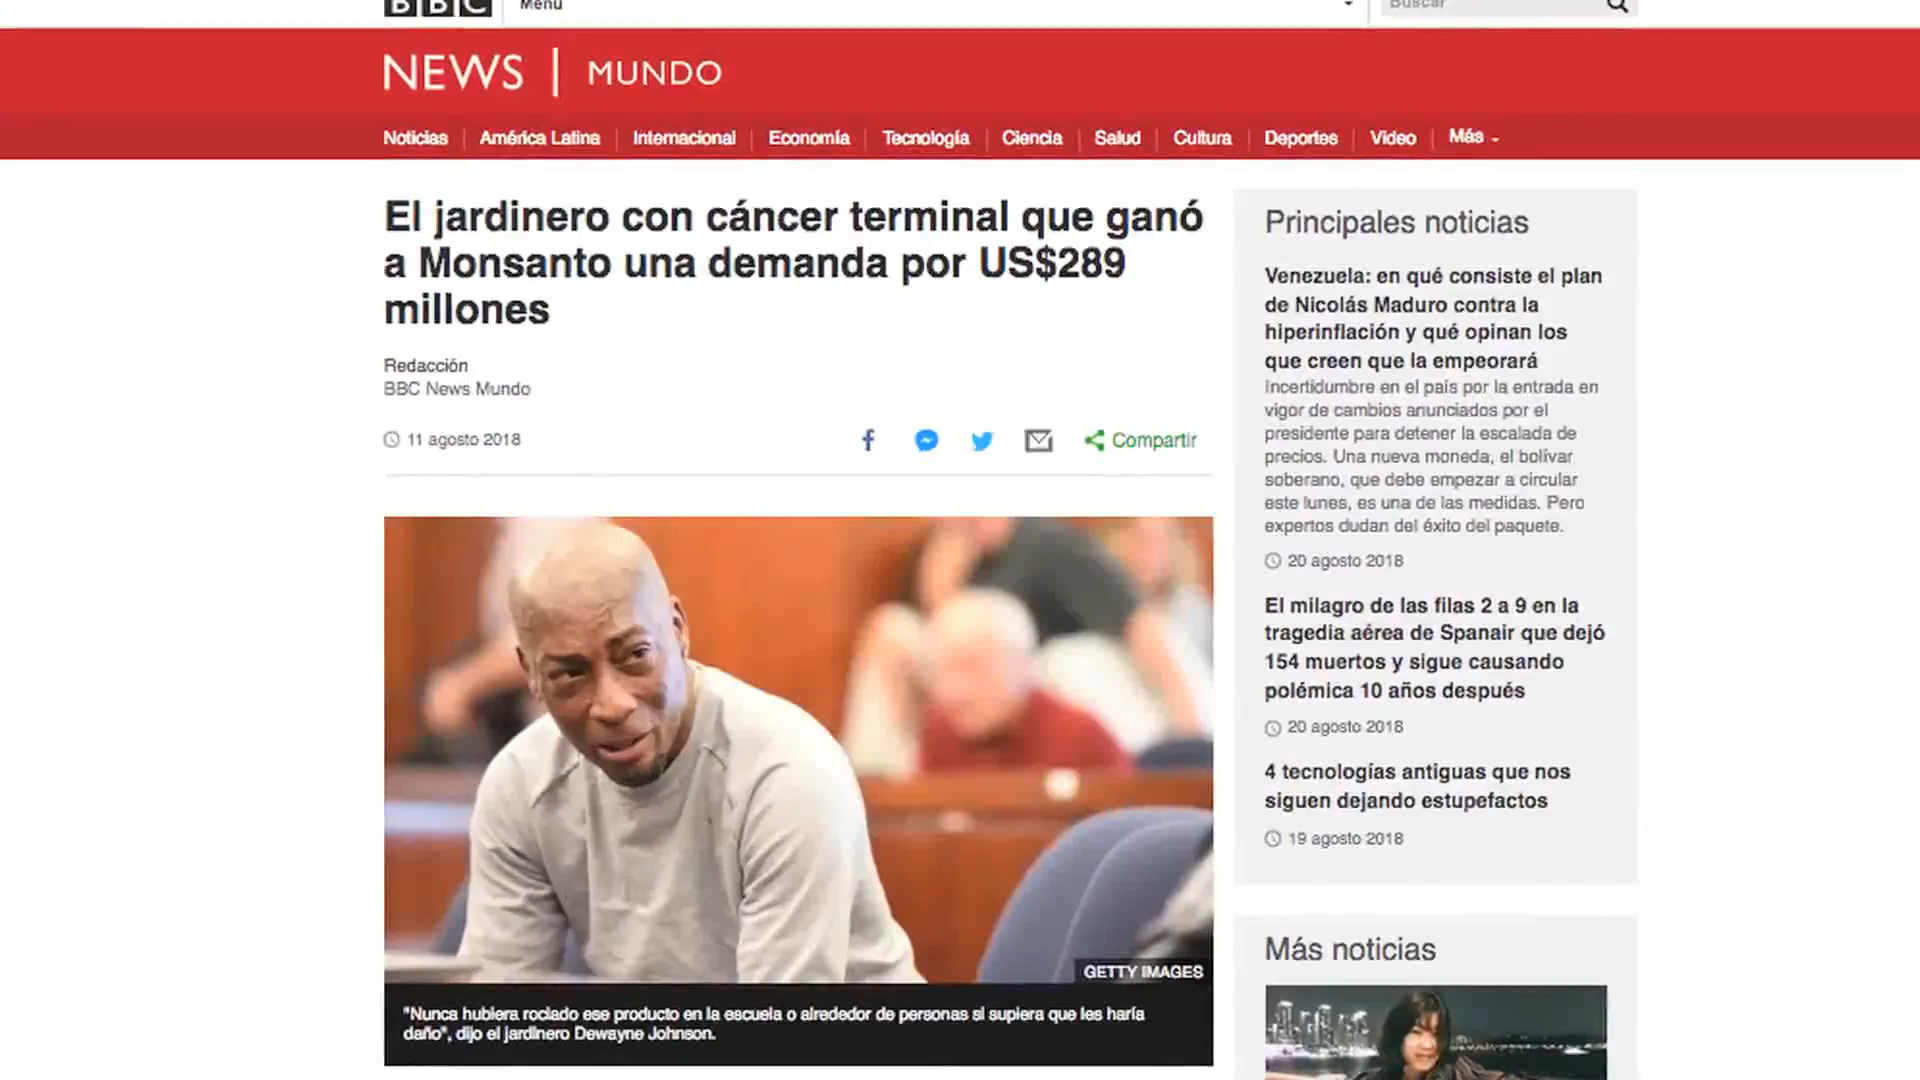 BBC
Menú
Buscar
NEWS | MUNDO
Noticias
América Latina
Internacional
Economía
Tecnología
Ciencia
Salud
Cultura
Deportes
Video
Más
El jardinero con cáncer terminal que ganó
a Monsanto una demanda por US$289
millones
Redacción
BBC News Mundo
11 agosto 2018
Compartir
GETTY IMAGES
"Nunca hubiera rociado ese producto en la escuela o alrededor de personas si supiera que les haría
daño", dijo el jardinero Dewayne Johnson.
Principales noticias
Venezuela: en qué consiste el plan
de Nicolás Maduro contra la
hiperinflación y qué opinan los
que creen que la empeorará
Incertidumbre en el país por la entrada en
vigor de cambios anunciados por el
presidente para detener la escalada de
precios. Una nueva moneda, el bolívar
soberano, que debe empezar a circular
este lunes, es una de las medidas. Pero
expertos dudan del éxito del paquete.
20 agosto 2018
El milagro de las filas 2 a 9 en la
tragedia aérea de Spanair que dejó
154 muertos y sigue causando
polémica 10 años después
20 agosto 2018
4 tecnologías antiguas que nos
siguen dejando estupefactos
19 agosto 2018
Más noticias